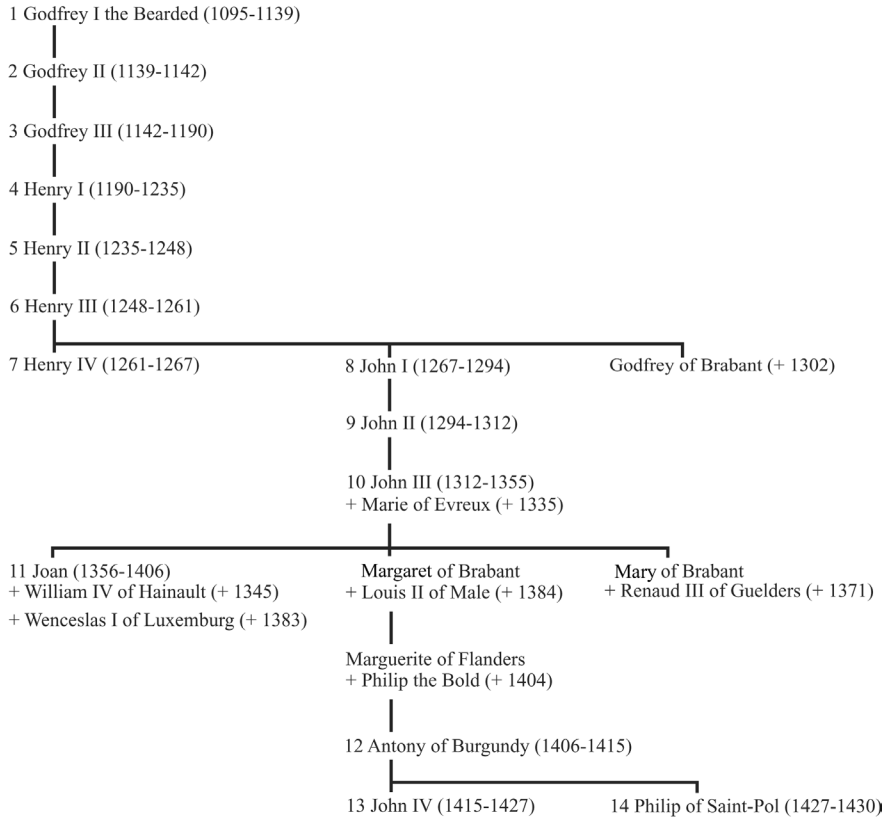 1 Godfrey I the Bearded (1095-1139)
2 Godfrey II (1139-1142)
3 Godfrey III (1142-1190)
4 Henry I (1190-1235)
5 Henry II (1235-1248)
6 Henry III (1248-1261)
7 Henry IV (1261-1267)
8 John I (1267-1294)
Godfrey of Brabant (+ 1302)
9 John II (1294-1312)
10 John III (1312-1355)
+ Marie of Evreux (+ 1335)
11 Joan (1356-1406)
+ William IV of Hainault (+ 1345)
+ Wenceslas I of Luxemburg (+ 1383)
Margaret of Brabant
+ Louis II of Male (+ 1384)
Mary of Brabant
+ Renaud III of Guelders (+ 1371)
Marguerite of Flanders
+ Philip the Bold (+ 1404)
12 Antony of Burgundy (1406-1415)
13 John IV (1415-1427)
14 Philip of Saint-Pol (1427-1430)